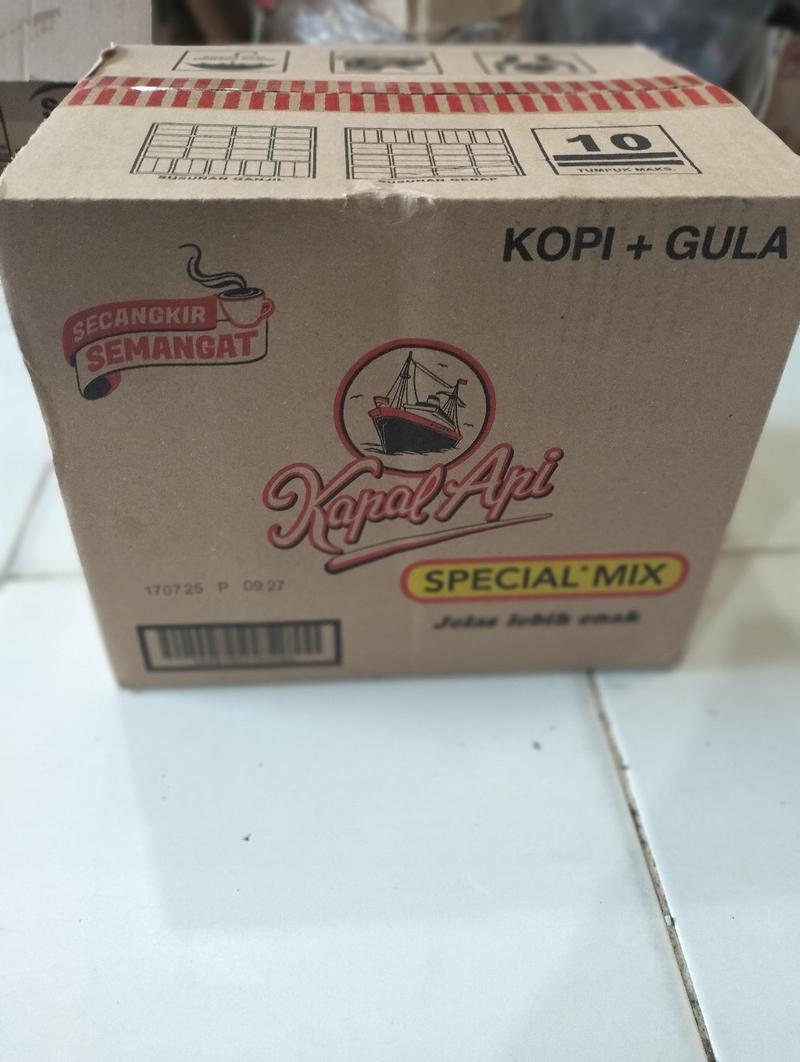 SUSUNAN GANJIL
SUSUNAN GENAP
10
TUMPUK MAKS.
KOPI + GULA
SECANGKIR
SEMANGAT
Kapal Api
SPECIAL* MIX
170725 P 09.27
Jelas lebih enak